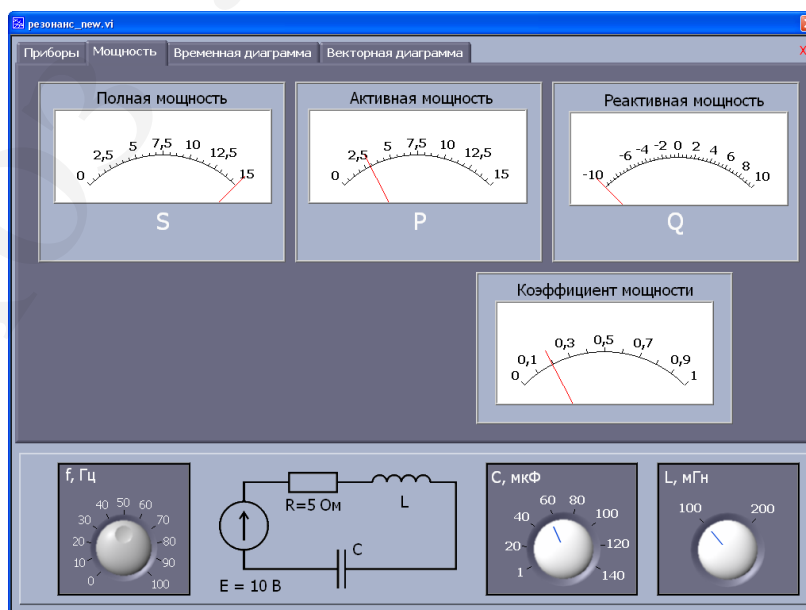 резонанс_new.vi
Приборы Мощность Временная диаграмма Векторная диаграмма X
Полная мощность
0 2,5 5 7,5 10 12,5 15
S
Активная мощность
0 2,5 5 7,5 10 12,5 15
P
Реактивная мощность
-10 -6 -4 -2 0 2 4 6 8 10
Q
Коэффициент мощности
0 0,1 0,3 0,5 0,7 0,9 1
f, Гц
0 10 20 30 40 50 60 70 80 90 100
R=5 Ом
L
C
E = 10 В
C, мкФ
1 20 40 60 80 100 120 140
L, мГн
100 200